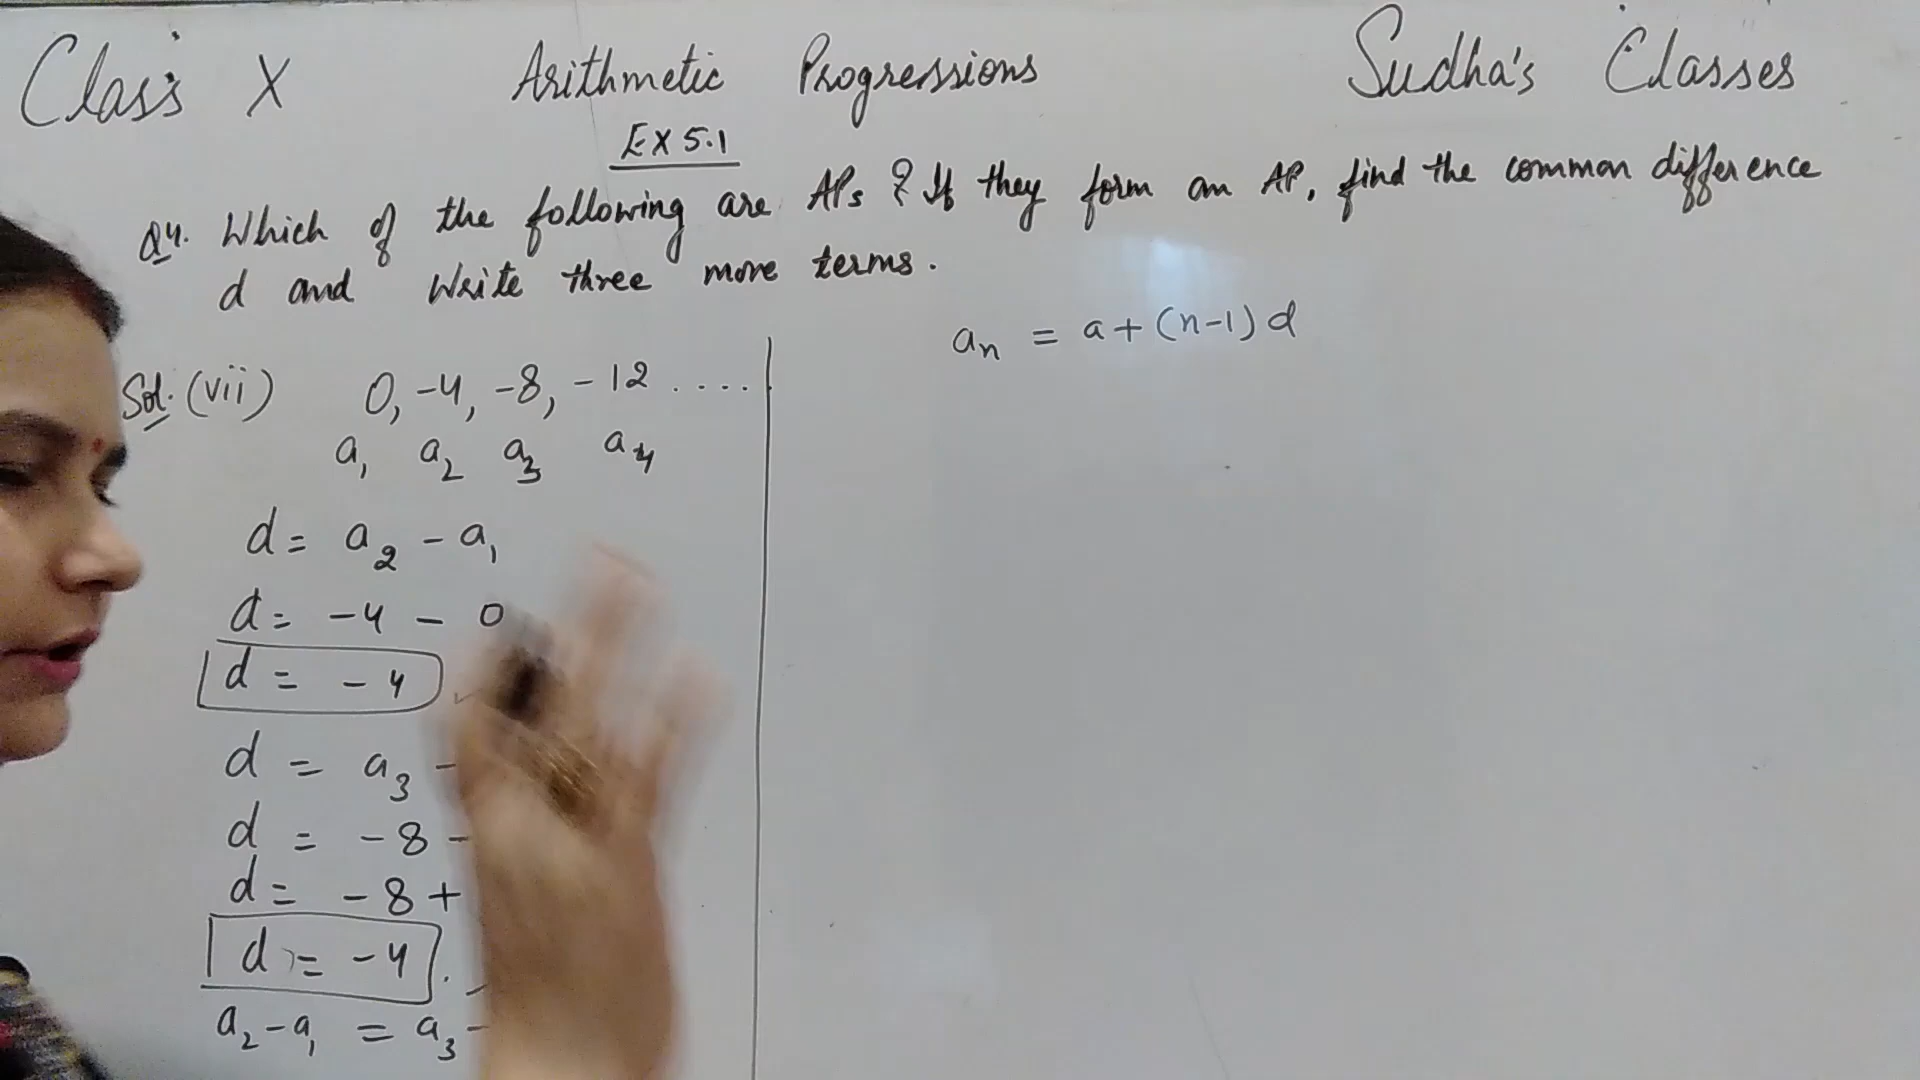 Class X Arithmetic Progressions Sudha's Classes
EX 5.1
Q4. Which of the following are APs ? If they form an AP, find the common difference
d and Write three more terms.
Sol. (vii) 0, -4, -8, -12 ....
a₁ a₂ a₃ a₄
d = a₂ - a₁
d = -4 - 0
d = -4
d = a₃ -
d = -8 -
d = -8 +
d = -4
a₂ - a₁ = a₃ -
aₙ = a + (n-1) d